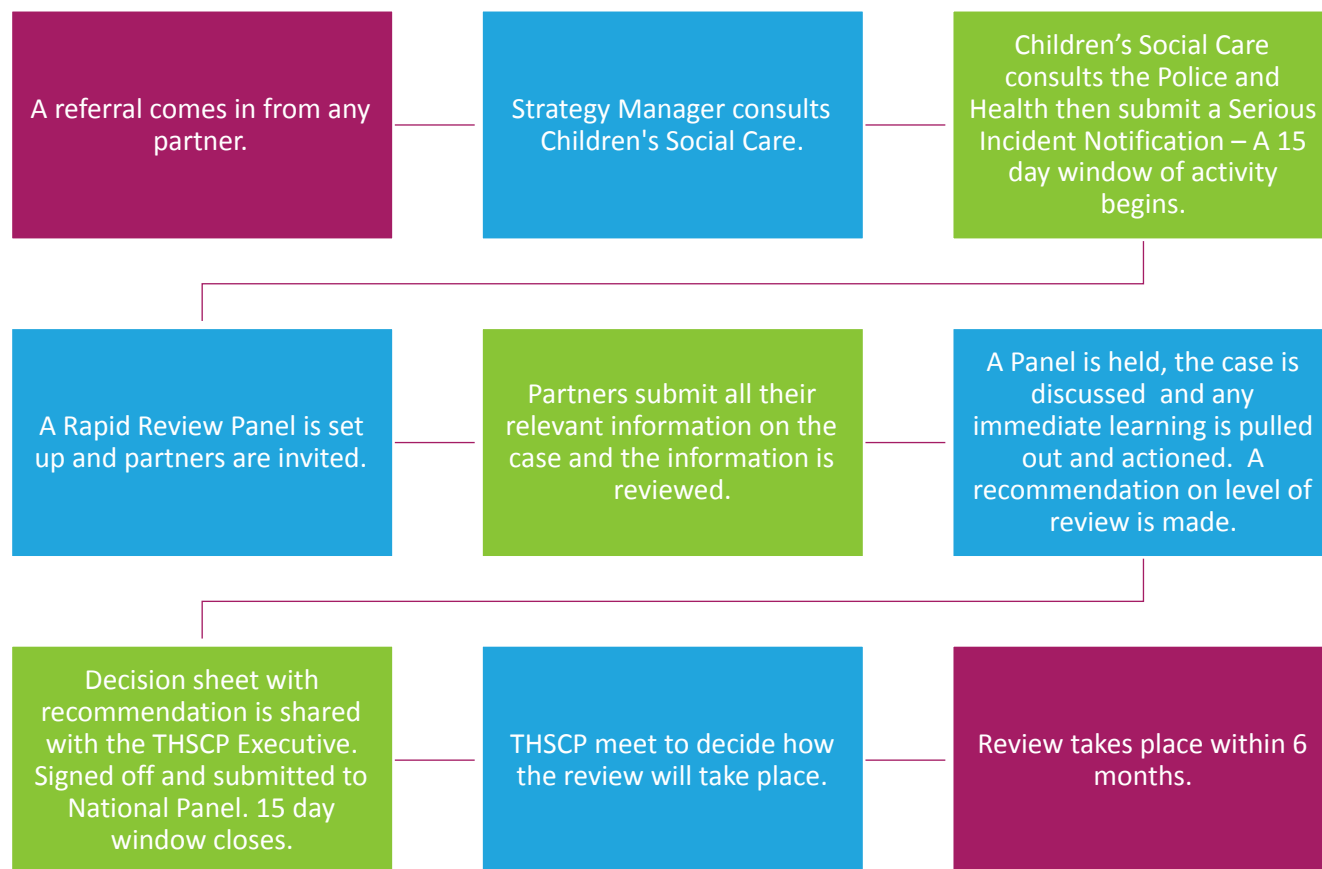 A referral comes in from any
partner.
Strategy Manager consults
Children's Social Care.
Children’s Social Care
consults the Police and
Health then submit a Serious
Incident Notification – A 15
day window of activity
begins.
A Rapid Review Panel is set
up and partners are invited.
Partners submit all their
relevant information on the
case and the information is
reviewed.
A Panel is held, the case is
discussed  and any
immediate learning is pulled
out and actioned.  A
recommendation on level of
review is made.
Decision sheet with
recommendation is shared
with the THSCP Executive.
Signed off and submitted to
National Panel. 15 day
window closes.
THSCP meet to decide how
the review will take place.
Review takes place within 6
months.